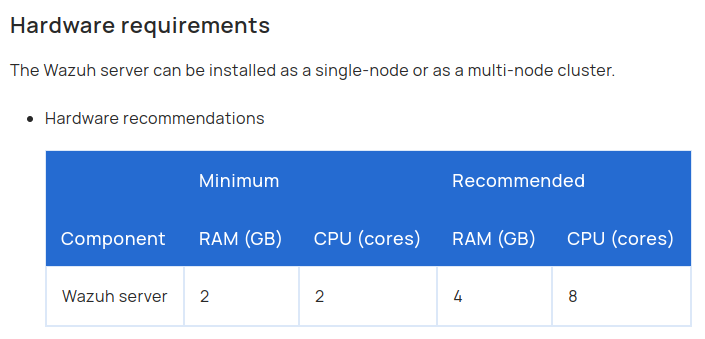 Hardware requirements
The Wazuh server can be installed as a single-node or as a multi-node cluster.
Hardware recommendations
Minimum Recommended
Component RAM (GB) CPU (cores) RAM (GB) CPU (cores)
Wazuh server 2 2 4 8